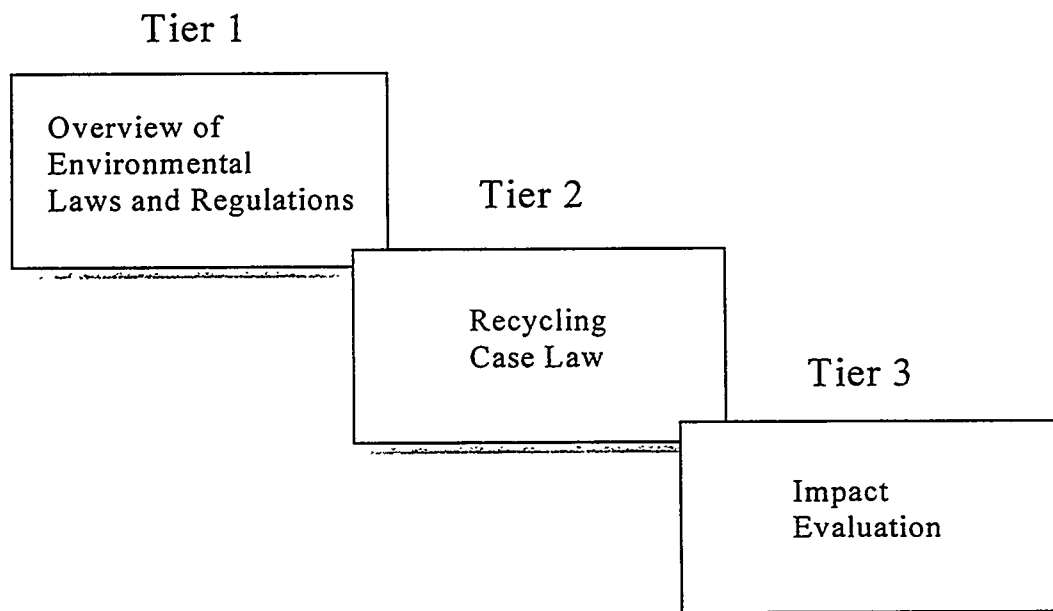 Tier 1
Overview of
Environmental
Laws and Regulations
Tier 2
Recycling
Case Law
Tier 3
Impact
Evaluation